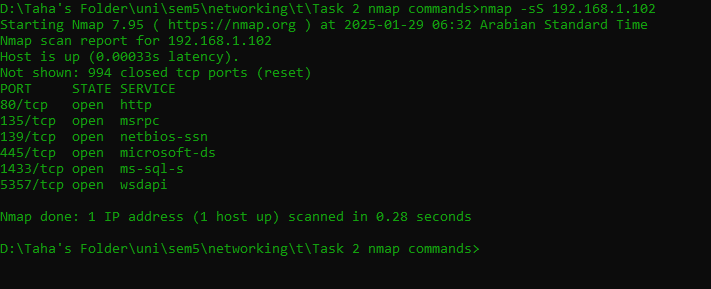 D:\Taha's Folder\uni\sem5\networking\t\Task 2 nmap commands>nmap -sS 192.168.1.102
Starting Nmap 7.95 ( https://nmap.org ) at 2025-01-29 06:32 Arabian Standard Time
Nmap scan report for 192.168.1.102
Host is up (0.00033s latency).
Not shown: 994 closed tcp ports (reset)
PORT     STATE SERVICE
80/tcp   open  http
135/tcp  open  msrpc
139/tcp  open  netbios-ssn
445/tcp  open  microsoft-ds
1433/tcp open  ms-sql-s
5357/tcp open  wsdapi
Nmap done: 1 IP address (1 host up) scanned in 0.28 seconds
D:\Taha's Folder\uni\sem5\networking\t\Task 2 nmap commands>